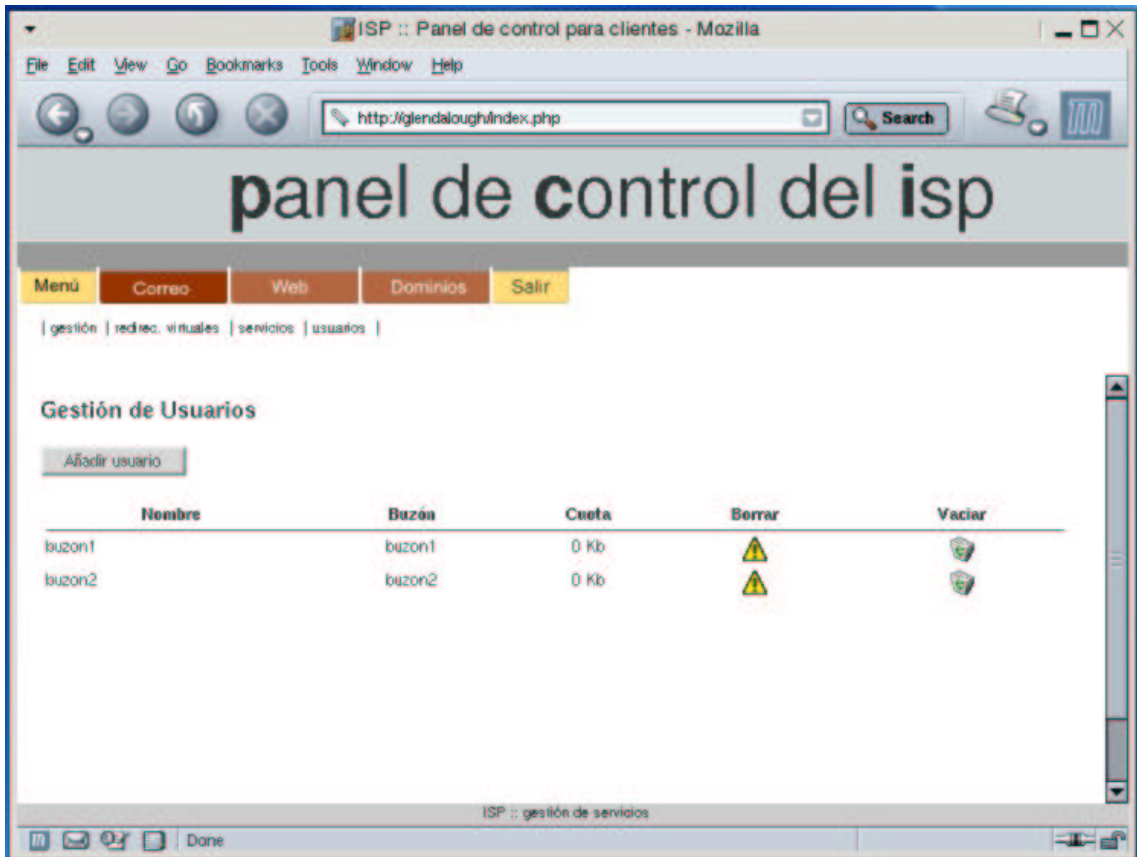 ISP :: Panel de control para clientes - Mozilla
File Edit View Go Bookmarks Tools Window Help
http://glendalough/index.php Search
panel de control del isp
Menú Correo Web Dominios Salir
| gestión | redirec. virtuales | servicios | usuarios |
Gestión de Usuarios
Añadir usuario
Nombre Buzón Cuota Borrar Vaciar
buzon1 buzon1 0 Kb
buzon2 buzon2 0 Kb
ISP :: gestión de servicios
Done